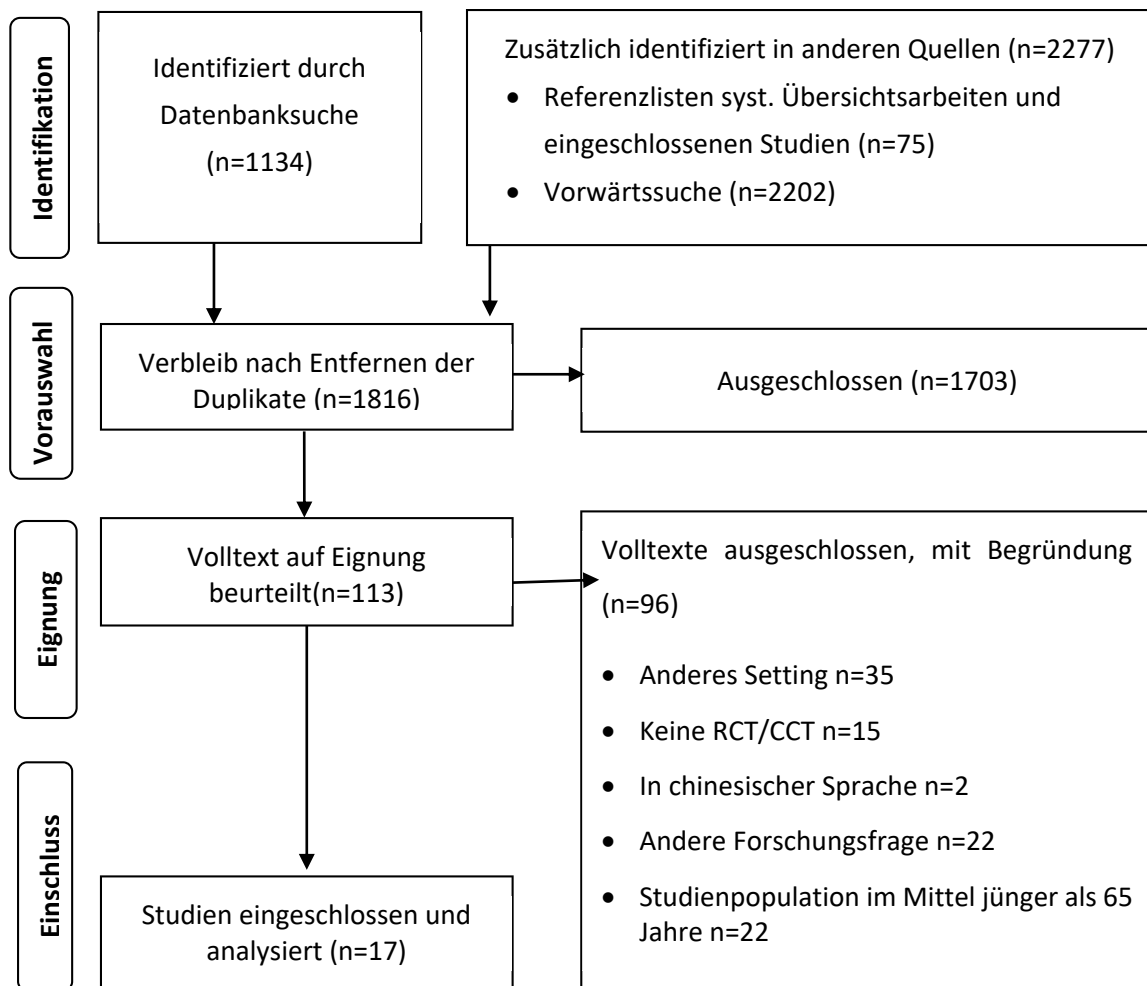 Identifikation
Identifiziert durch
Datenbanksuche
(n=1134)
Zusätzlich identifiziert in anderen Quellen (n=2277)
• Referenzlisten syst. Übersichtsarbeiten und
eingeschlossenen Studien (n=75)
• Vorwärtssuche (n=2202)
Vorauswahl
Verbleib nach Entfernen der
Duplikate (n=1816)
Ausgeschlossen (n=1703)
Eignung
Volltext auf Eignung
beurteilt(n=113)
Volltexte ausgeschlossen, mit Begründung
(n=96)
• Anderes Setting n=35
• Keine RCT/CCT n=15
• In chinesischer Sprache n=2
• Andere Forschungsfrage n=22
• Studienpopulation im Mittel jünger als 65
Jahre n=22
Einschluss
Studien eingeschlossen und
analysiert (n=17)